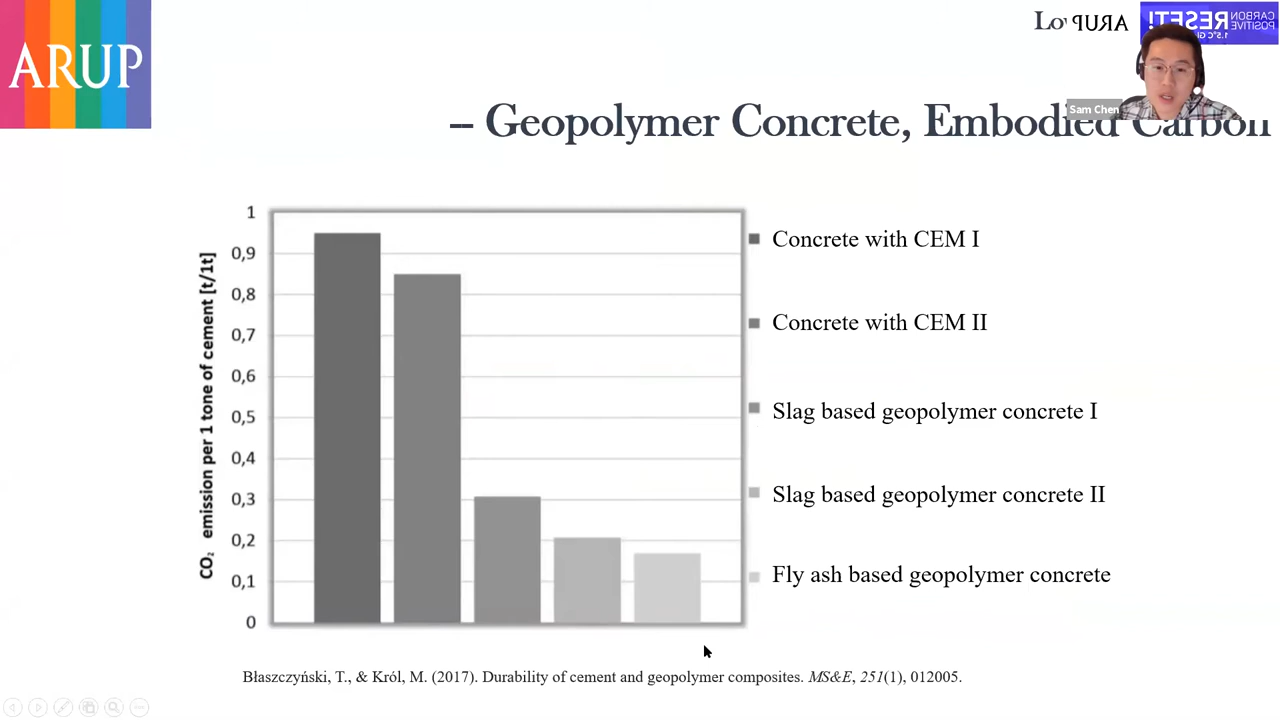 ARUP
ARUP
CARBON
POSITIVE
RESET!
Sam Chen
– Geopolymer Concrete, Embodied Carbon
CO₂ emission per 1 tone of cement [t/1t]
1
0,9
0,8
0,7
0,6
0,5
0,4
0,3
0,2
0,1
0
Concrete with CEM I
Concrete with CEM II
Slag based geopolymer concrete I
Slag based geopolymer concrete II
Fly ash based geopolymer concrete
Błaszczyński, T., & Król, M. (2017). Durability of cement and geopolymer composites. MS&E, 251(1), 012005.